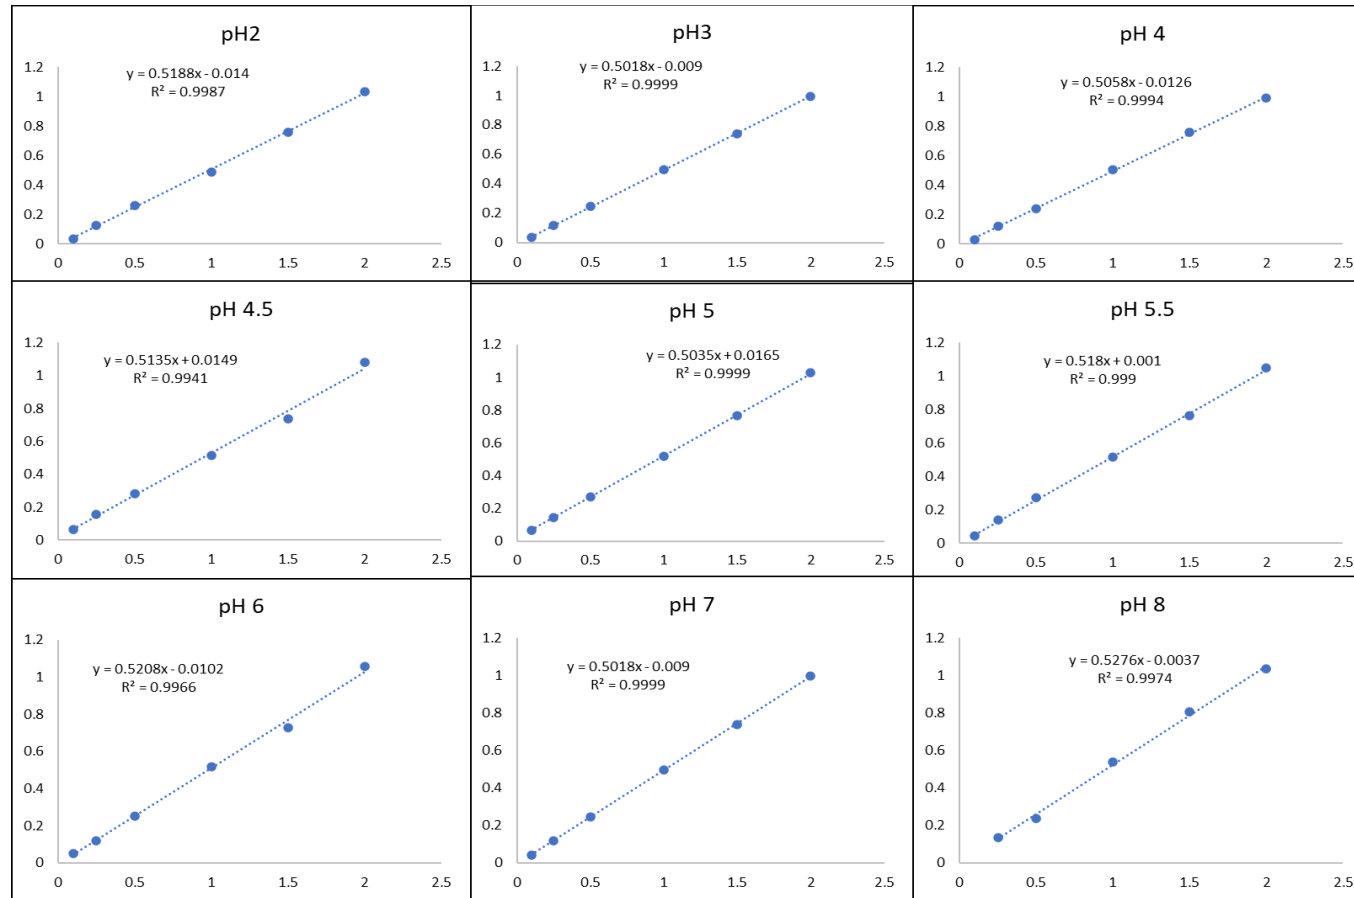 pH2
y = 0.5188x - 0.014
R² = 0.9987
1.2
1
0.8
0.6
0.4
0.2
0
0 0.5 1 1.5 2 2.5
pH3
y = 0.5018x - 0.009
R² = 0.9999
1.2
1
0.8
0.6
0.4
0.2
0
0 0.5 1 1.5 2 2.5
pH 4
y = 0.5058x - 0.0126
R² = 0.9994
1.2
1
0.8
0.6
0.4
0.2
0
0 0.5 1 1.5 2 2.5
pH 4.5
y = 0.5135x + 0.0149
R² = 0.9941
1.2
1
0.8
0.6
0.4
0.2
0
0 0.5 1 1.5 2 2.5
pH 5
y = 0.5035x + 0.0165
R² = 0.9999
1.2
1
0.8
0.6
0.4
0.2
0
0 0.5 1 1.5 2 2.5
pH 5.5
y = 0.518x + 0.001
R² = 0.999
1.2
1
0.8
0.6
0.4
0.2
0
0 0.5 1 1.5 2 2.5
pH 6
y = 0.5208x - 0.0102
R² = 0.9966
1.2
1
0.8
0.6
0.4
0.2
0
0 0.5 1 1.5 2 2.5
pH 7
y = 0.5018x - 0.009
R² = 0.9999
1.2
1
0.8
0.6
0.4
0.2
0
0 0.5 1 1.5 2 2.5
pH 8
y = 0.5276x - 0.0037
R² = 0.9974
1.2
1
0.8
0.6
0.4
0.2
0
0 0.5 1 1.5 2 2.5